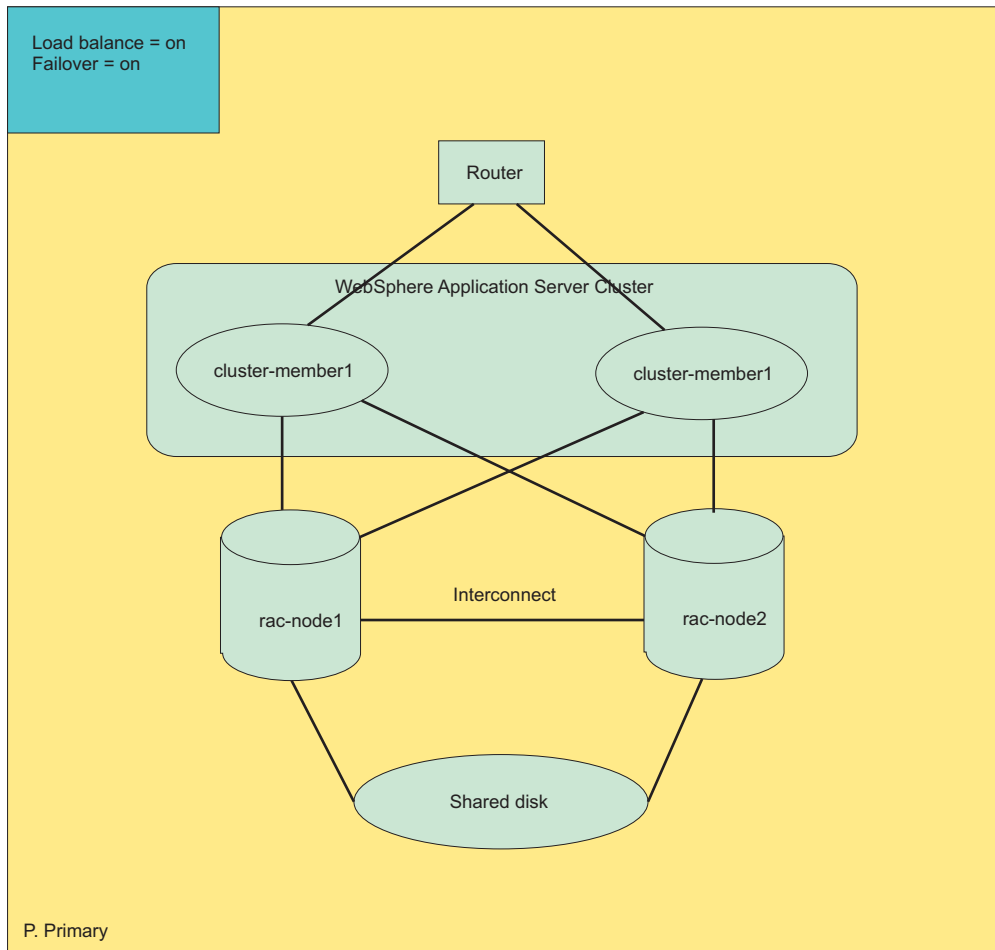 Load balance = on
Failover = on
Router
WebSphere Application Server Cluster
cluster-member1
cluster-member1
Interconnect
rac-node1
rac-node2
Shared disk
P. Primary